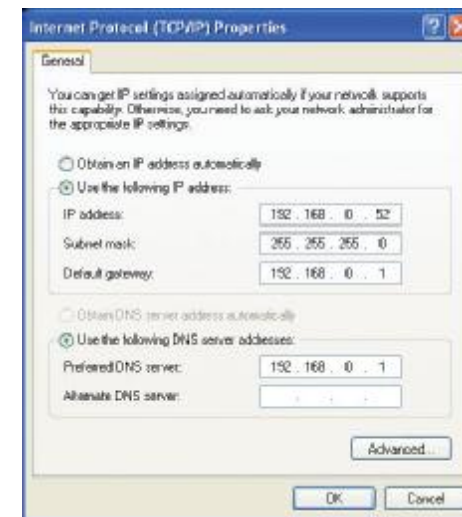 Internet Protocol (TCP/IP) Properties
General
You can get IP settings assigned automatically if your network supports
this capability. Otherwise, you need to ask your network administrator for
the appropriate IP settings.
Obtain an IP address automatically
Use the following IP address:
IP address: 192 . 168 . 0 . 52
Subnet mask: 255 . 255 . 255 . 0
Default gateway: 192 . 168 . 0 . 1
Obtain DNS server address automatically
Use the following DNS server addresses:
Preferred DNS server: 192 . 168 . 0 . 1
Alternate DNS server: . . .
Advanced...
OK Cancel